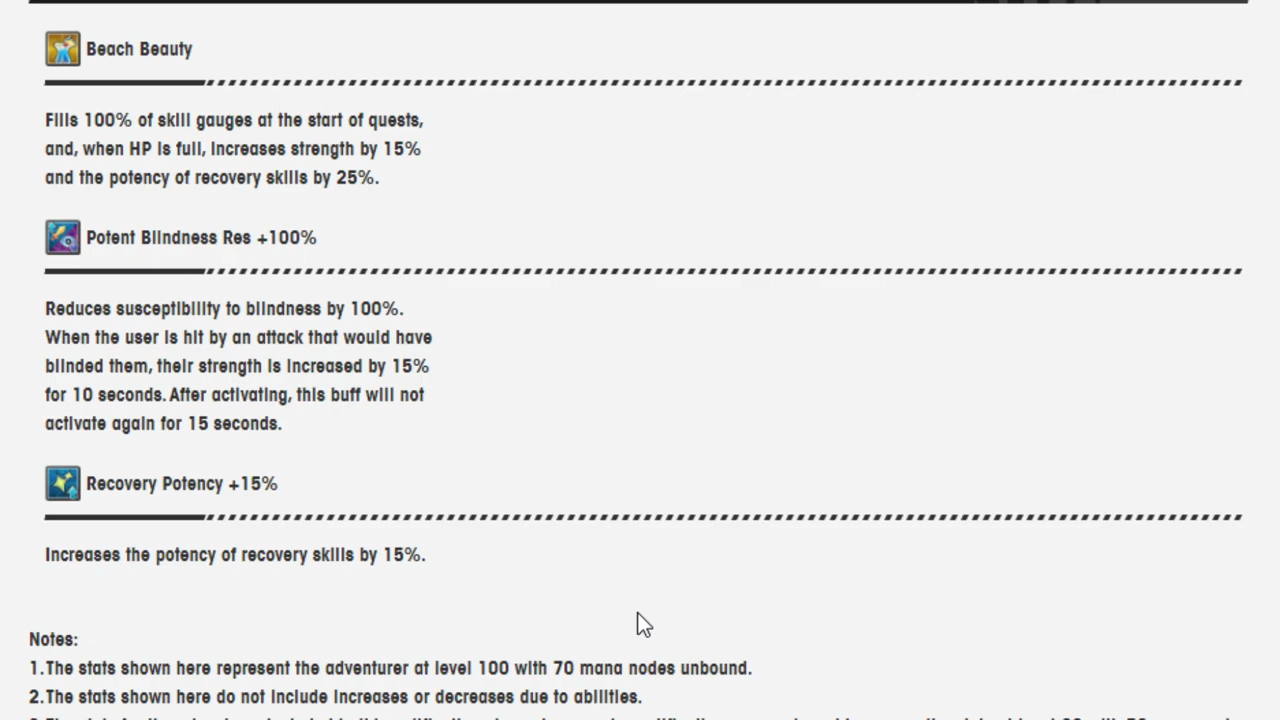 Beach Beauty
Fills 100% of skill gauges at the start of quests,
and, when HP is full, increases strength by 15%
and the potency of recovery skills by 25%.
Potent Blindness Res +100%
Reduces susceptibility to blindness by 100%.
When the user is hit by an attack that would have
blinded them, their strength is increased by 15%
for 10 seconds. After activating, this buff will not
activate again for 15 seconds.
Recovery Potency +15%
Increases the potency of recovery skills by 15%.
Notes:
1. The stats shown here represent the adventurer at level 100 with 70 mana nodes unbound.
2. The stats shown here do not include increases or decreases due to abilities.